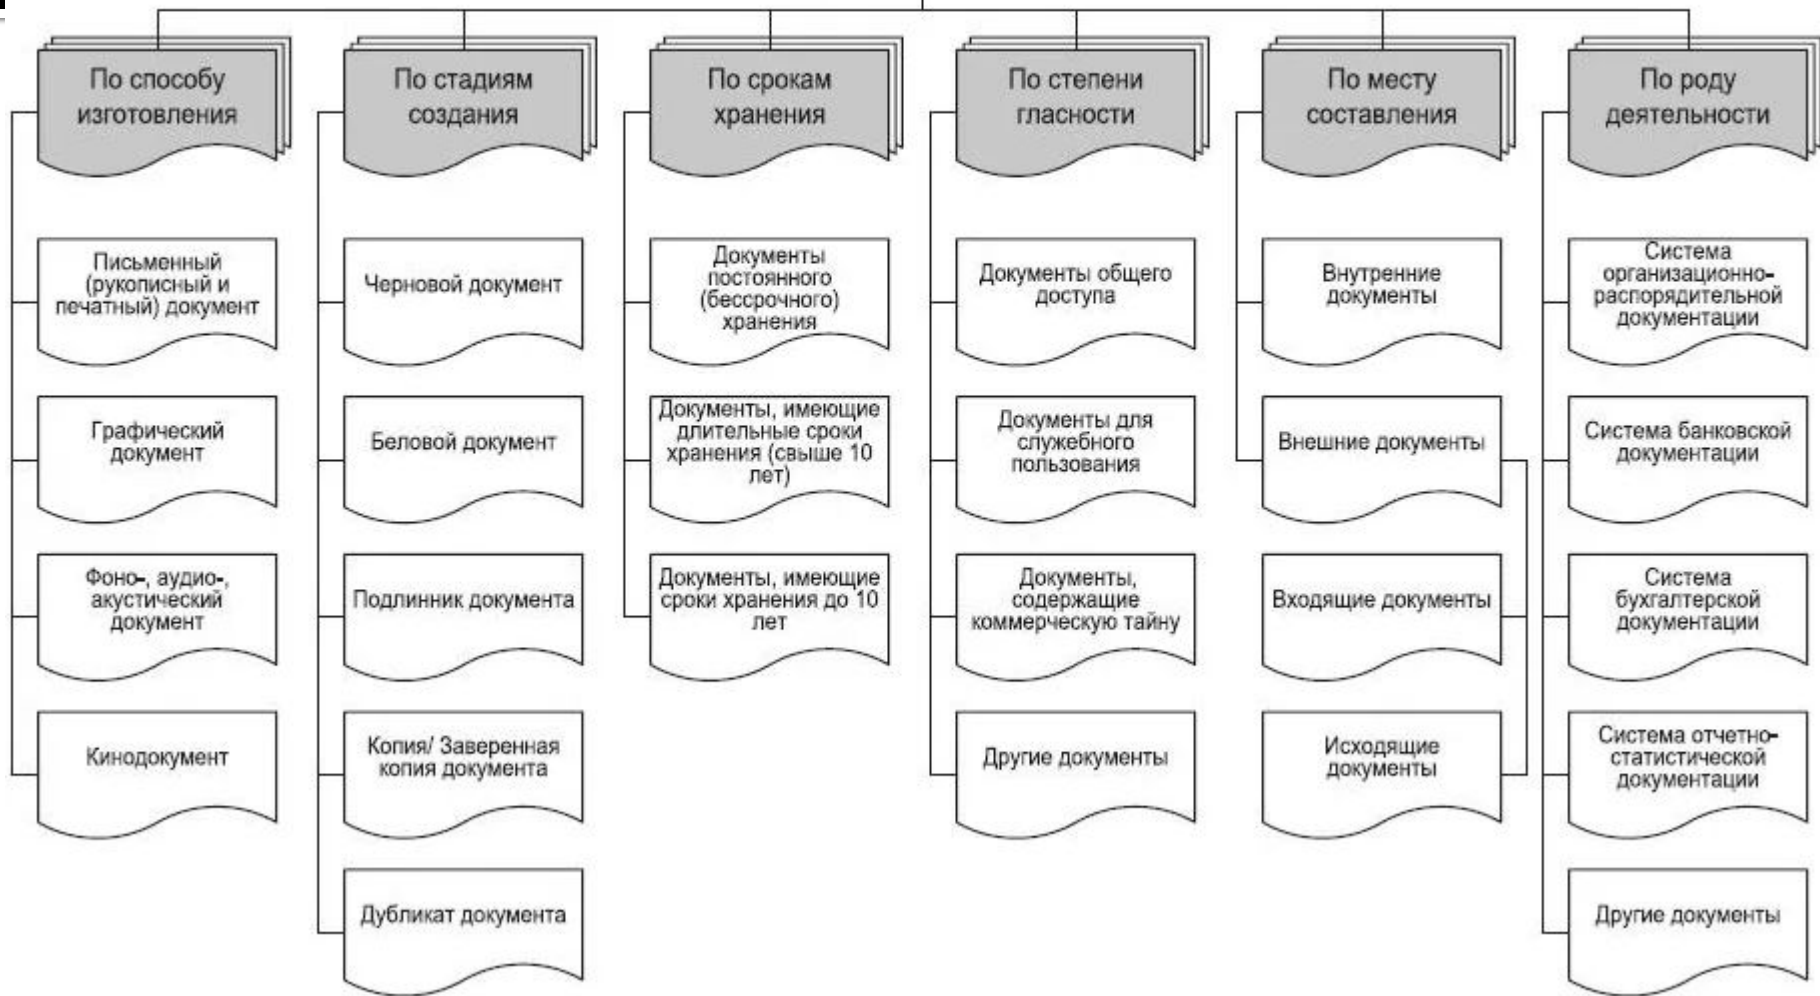 По способу
изготовления
Письменный
(рукописный и
печатный) документ
Графический
документ
Фоно-, аудио-,
акустический
документ
Кинодокумент
По стадиям
создания
Черновой документ
Беловой документ
Подлинник документа
Копия/ Заверенная
копия документа
Дубликат документа
По срокам
хранения
Документы
постоянного
(бессрочного)
хранения
Документы, имеющие
длительные сроки
хранения (свыше 10
лет)
Документы, имеющие
сроки хранения до 10
лет
По степени
гласности
Документы общего
доступа
Документы для
служебного
пользования
Документы,
содержащие
коммерческую тайну
Другие документы
По месту
составления
Внутренние
документы
Внешние документы
Входящие документы
Исходящие
документы
По роду
деятельности
Система
организационно-
распорядительной
документации
Система банковской
документации
Система
бухгалтерской
документации
Система отчетно-
статистической
документации
Другие документы